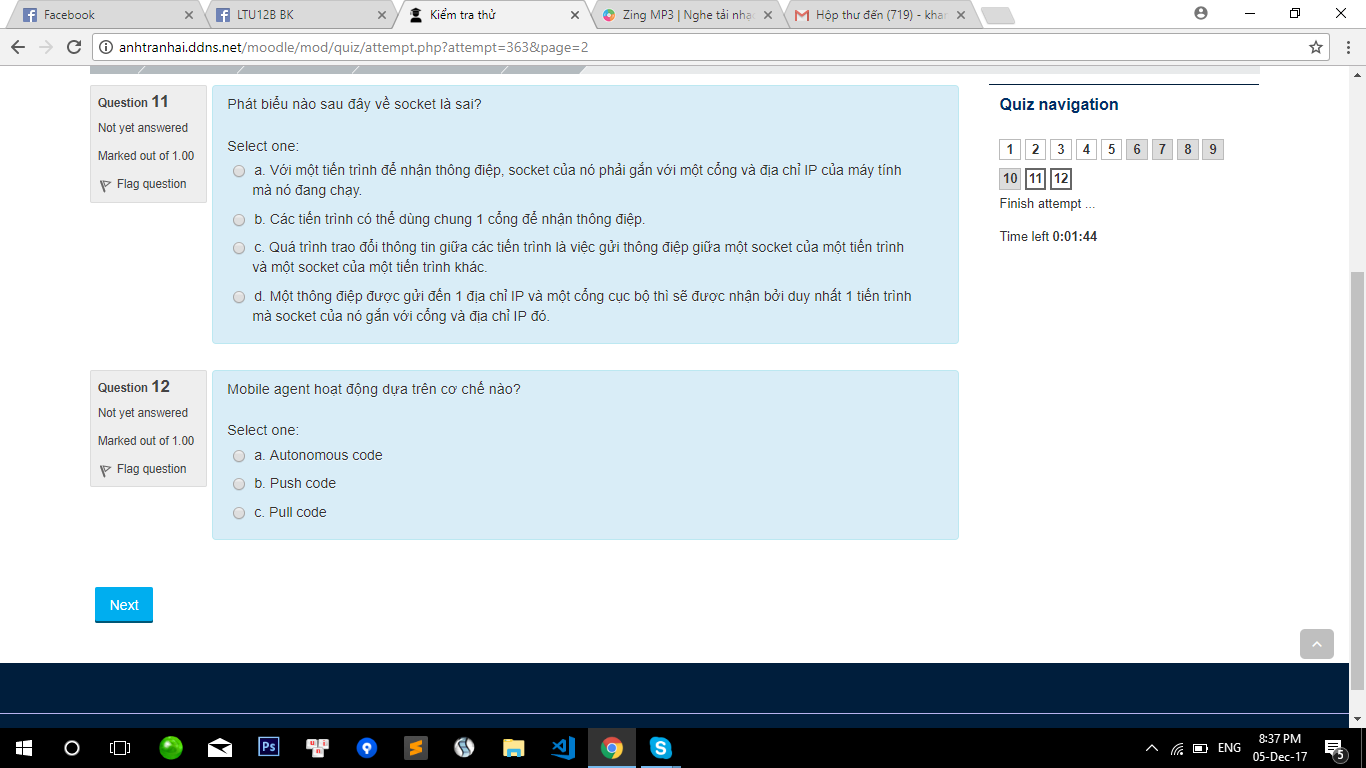 Facebook
LTU12B BK
Kiểm tra thử
Zing MP3 | Nghe tải nhạ
Hộp thư đến (719) - khan
anhtranhai.ddns.net/moodle/mod/quiz/attempt.php?attempt=363&page=2
Question 11
Not yet answered
Marked out of 1.00
Flag question
Phát biểu nào sau đây về socket là sai?
Select one:
a. Với một tiến trình để nhận thông điệp, socket của nó phải gắn với một cổng và địa chỉ IP của máy tính
mà nó đang chạy.
b. Các tiến trình có thể dùng chung 1 cổng để nhận thông điệp.
c. Quá trình trao đổi thông tin giữa các tiến trình là việc gửi thông điệp giữa một socket của một tiến trình
và một socket của một tiến trình khác.
d. Một thông điệp được gửi đến 1 địa chỉ IP và một cổng cục bộ thì sẽ được nhận bởi duy nhất 1 tiến trình
mà socket của nó gắn với cổng và địa chỉ IP đó.
Quiz navigation
1 2 3 4 5 6 7 8 9
10 11 12
Finish attempt ...
Time left 0:01:44
Question 12
Not yet answered
Marked out of 1.00
Flag question
Mobile agent hoạt động dựa trên cơ chế nào?
Select one:
a. Autonomous code
b. Push code
c. Pull code
Next
Ps
ENG
8:37 PM
05-Dec-17
5